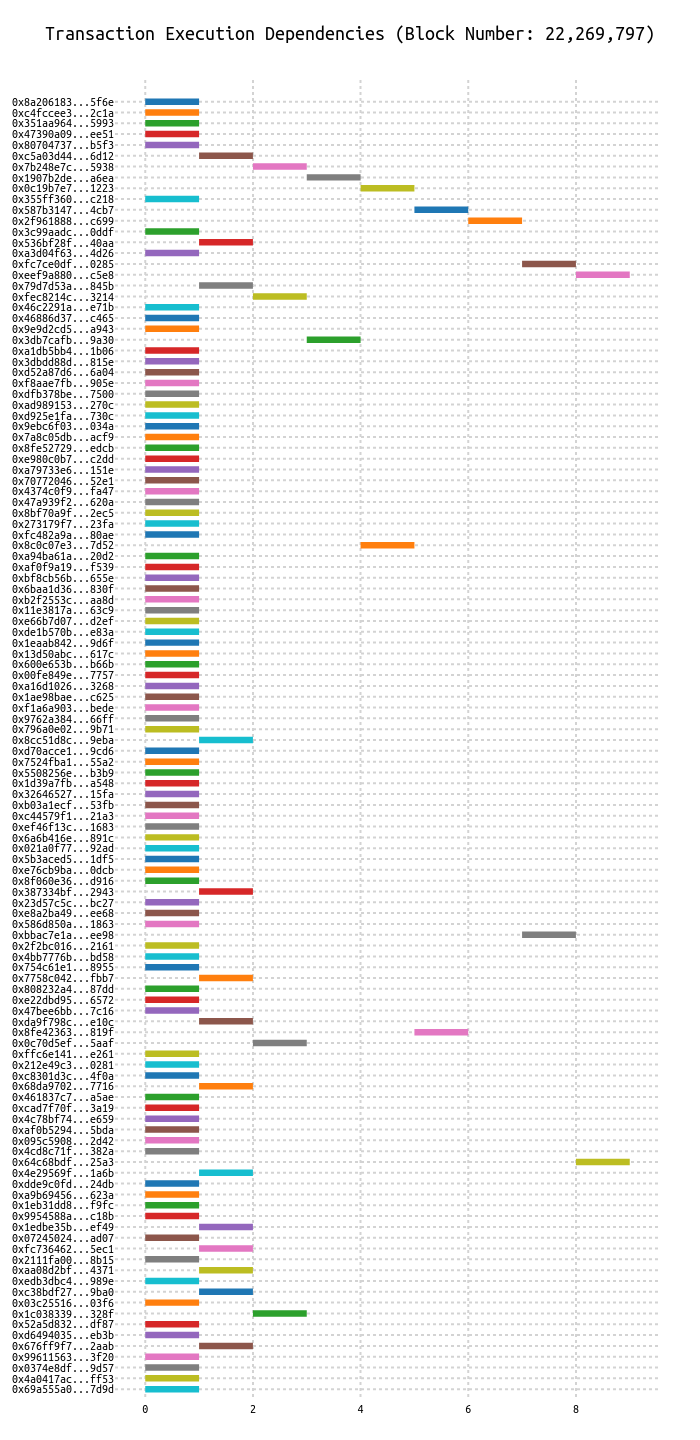 Transaction Execution Dependencies (Block Number: 22,269,797)
0x8a206183...5f6e
0xc4fccee3...2c1a
0x351aa964...5993
0x47390a09...ee51
0x80704737...b5f3
0xc5a03d44...6d12
0x7b248e7c...5938
0x1907b2de...a6ea
0x0c19b7e7...1223
0x355ff360...c218
0x587b3147...4cb7
0x2f961888...c699
0x3c99aadc...0ddf
0x536bf28f...40aa
0xa3d04f63...4d26
0xfc7ce0df...0285
0xeef9a880...c5e8
0x79d7d53a...845b
0xfec8214c...3214
0x46c2291a...e71b
0x46886d37...c465
0x9e9d2cd5...a943
0x3db7cafb...9a30
0xa1db5bb4...1b06
0x3dbdd88d...815e
0xd52a87d6...6a04
0xf8aae7fb...905e
0xdfb378be...7500
0xad989153...270c
0xd925e1fa...730c
0x9ebc6f03...034a
0x7a8c05db...acf9
0x8fe52729...edcb
0xe980c0b7...c2dd
0xa79733e6...151e
0x70772046...52e1
0x4374c0f9...fa47
0x47a939f2...620a
0x8bf70a9f...2ec5
0x273179f7...23fa
0xfc482a9a...80ae
0x8c0c07e3...7d52
0xa94ba61a...20d2
0xaf0f9a19...f539
0xbf8cb56b...655e
0x6baa1d36...830f
0xb2f2553c...aa8d
0x11e3817a...63c9
0xe66b7d07...d2ef
0xde1b570b...e83a
0x1eaab842...9d6f
0x13d50abc...617c
0x600e653b...b66b
0x00fe849e...7757
0xa16d1026...3268
0x1ae98bae...c625
0xf1a6a903...bede
0x9762a384...66ff
0x796a0e02...9b71
0x8cc51d8c...9eba
0xd70acce1...9cd6
0x7524fba1...55a2
0x5508256e...b3b9
0x1d39a7fb...a548
0x32646527...15fa
0xb03a1ecf...53fb
0xc44579f1...21a3
0xef46f13c...1683
0x6a6b416e...891c
0x021a0f77...92ad
0x5b3aced5...1df5
0xe76cb9ba...0dcb
0x8f060e36...d916
0x387334bf...2943
0x23d57c5c...bc27
0xe8a2ba49...ee68
0x586d850a...1863
0xbbac7e1a...ee98
0x2f2bc016...2161
0x4bb7776b...bd58
0x754c61e1...8955
0x7758c042...fbb7
0x808232a4...87dd
0xe22dbd95...6572
0x47bee6bb...7c16
0xda9f798c...e10c
0x8fe42363...819f
0x0c70d5ef...5aaf
0xffc6e141...e261
0x212e49c3...0281
0xc8301d3c...4f0a
0x68da9702...7716
0x461837c7...a5ae
0xcad7f70f...3a19
0x4c78bf74...e659
0xaf0b5294...5bda
0x095c5908...2d42
0x4cd8c71f...382a
0x64c68bdf...25a3
0x4e29569f...1a6b
0xdde9c0fd...24db
0xa9b69456...623a
0x1eb31dd8...f9fc
0x9954588a...c18b
0x1edbe35b...ef49
0x07245024...ad07
0xfc736462...5ec1
0x2111fa00...8b15
0xaa08d2bf...4371
0xedb3dbc4...989e
0xc38bdf27...9ba0
0x03c25516...03f6
0x1c038339...328f
0x52a5d832...df87
0xd6494035...eb3b
0x676ff9f7...2aab
0x99611563...3f20
0x0374e8df...9d57
0x4a0417ac...ff53
0x69a555a0...7d9d
0 2 4 6 8